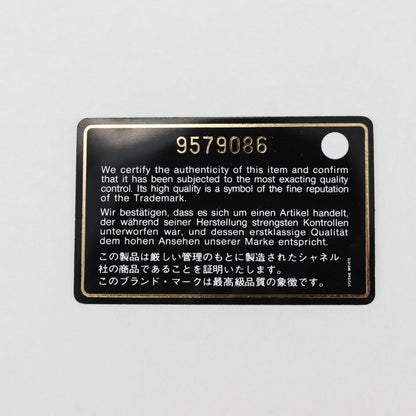 9579086
We certify the authenticity of this item and confirm
that it has been subjected to the most exacting quality
control. Its high quality is a symbol of the fine reputation
of the Trademark.
Wir bestätigen, dass es sich um einen Artikel handelt,
der während seiner Herstellung strengsten Kontrollen
unterworfen war, und dessen erstklassige Qualität
dem hohen Ansehen unserer Marke entspricht.
この製品は厳しい管理のもとに製造されたシャネル
社の商品であることを証明いたします。
このブランド・マークは最高級品質の象徴です。